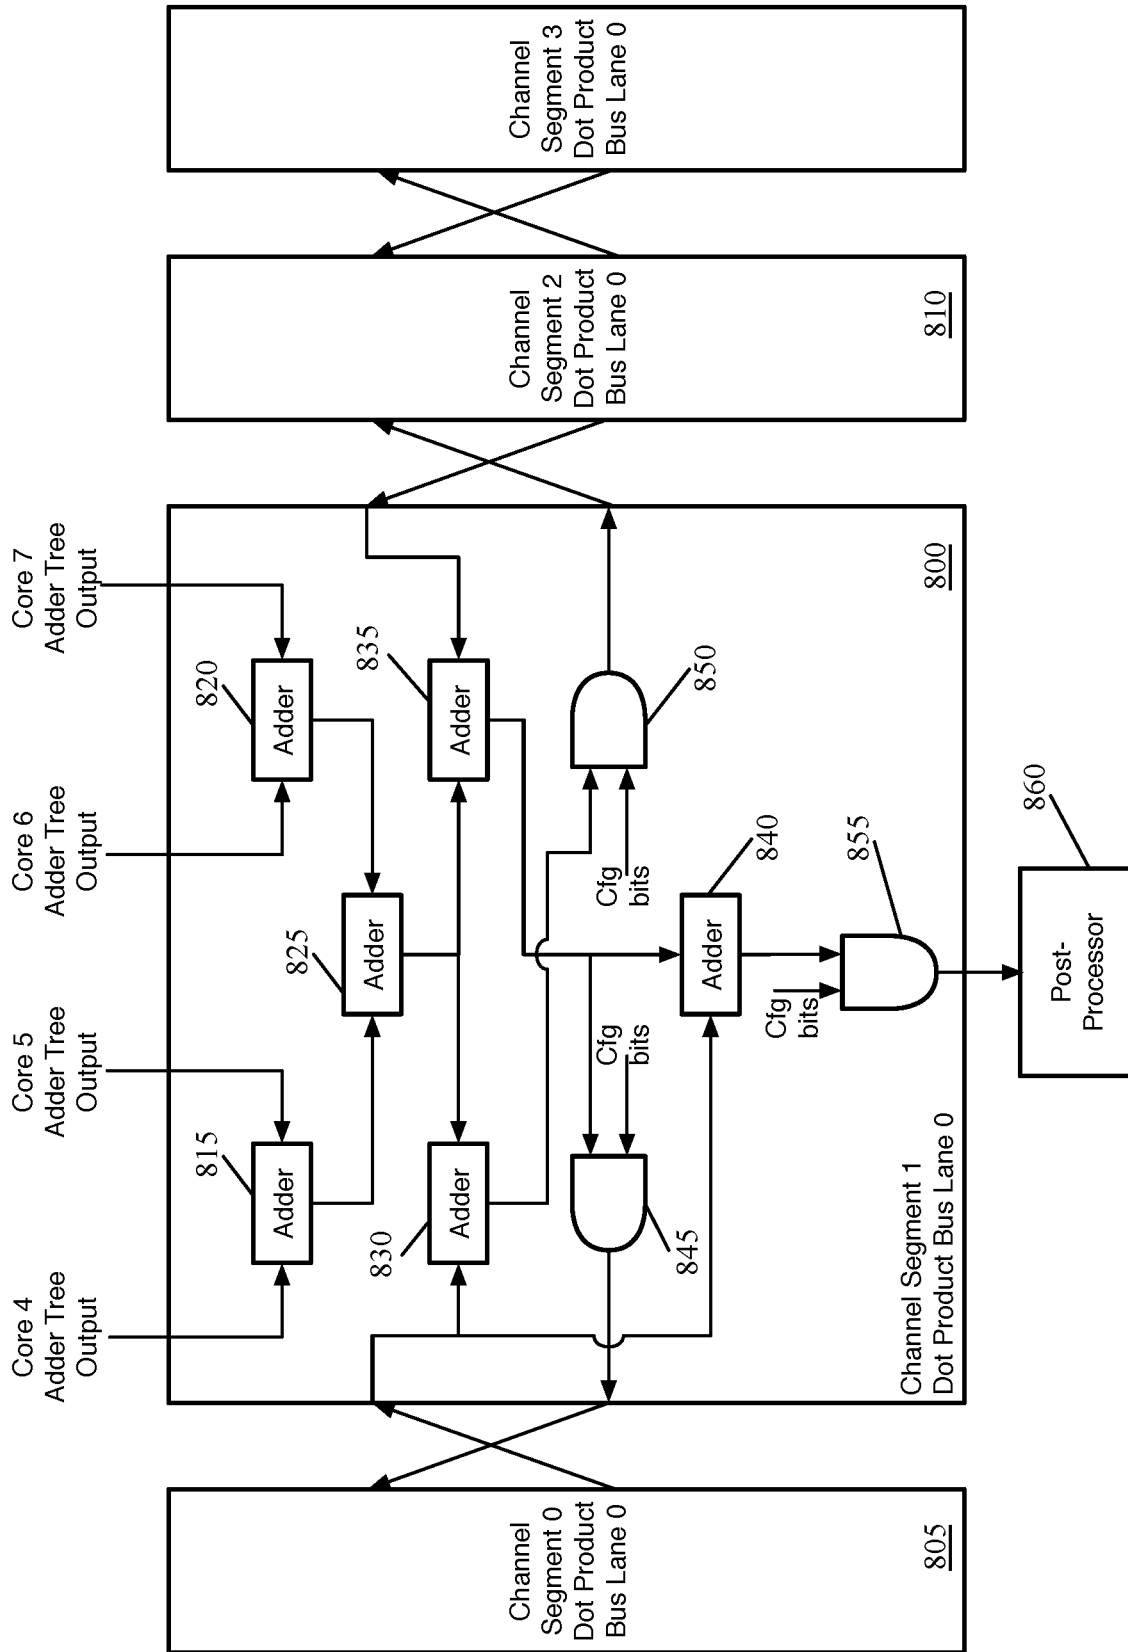 Core 4
Adder Tree
Output
Core 5
Adder Tree
Output
Core 6
Adder Tree
Output
Core 7
Adder Tree
Output
815
Adder
820
Adder
825
Adder
830
Adder
835
Adder
Cfg
bits
845
Cfg
bits
850
Adder
840
Cfg
bits
855
Channel Segment 1
Dot Product Bus Lane 0
800
Post-
Processor
860
Channel
Segment 0
Dot Product
Bus Lane 0
805
Channel
Segment 2
Dot Product
Bus Lane 0
810
Channel
Segment 3
Dot Product
Bus Lane 0